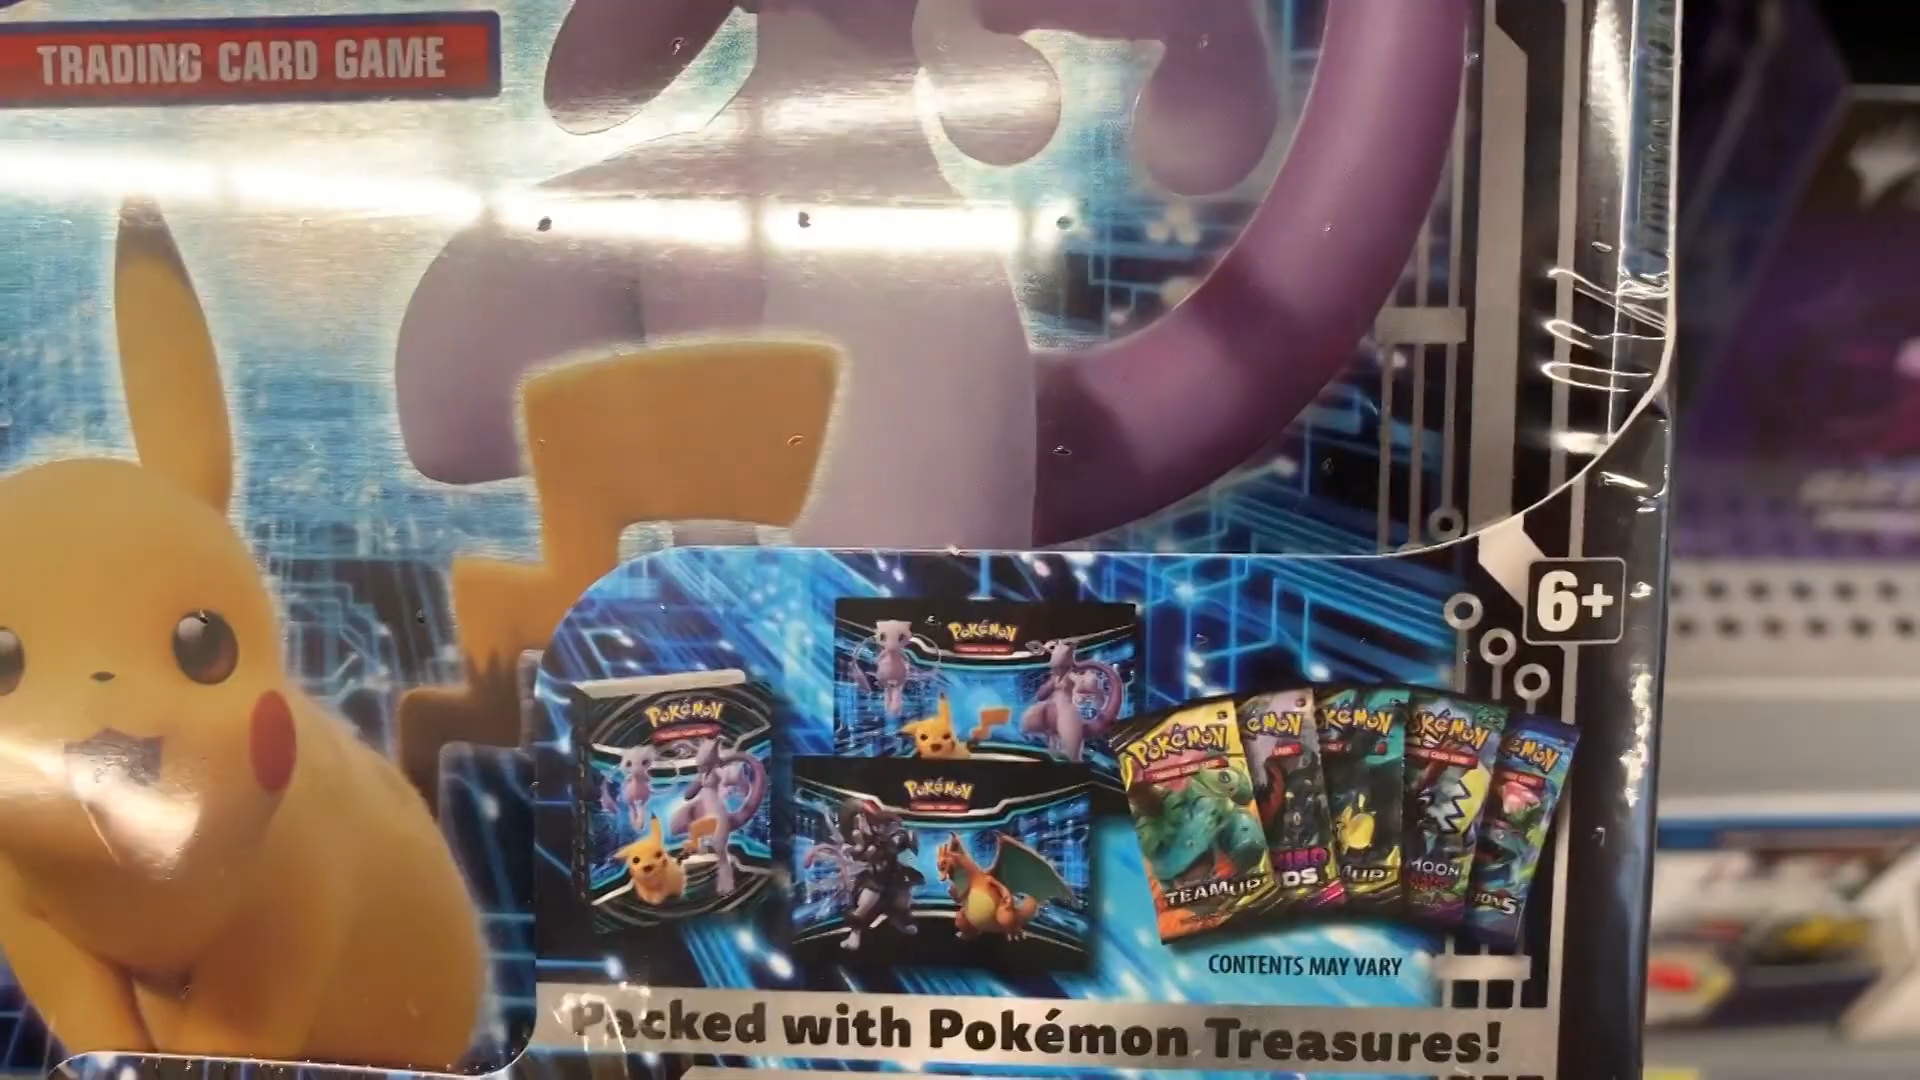 TRADING CARD GAME
6+
POKéMON
POKéMON
POKéMON
POKéMON
TEAM UP
CONTENTS MAY VARY
Packed with Pokémon Treasures!